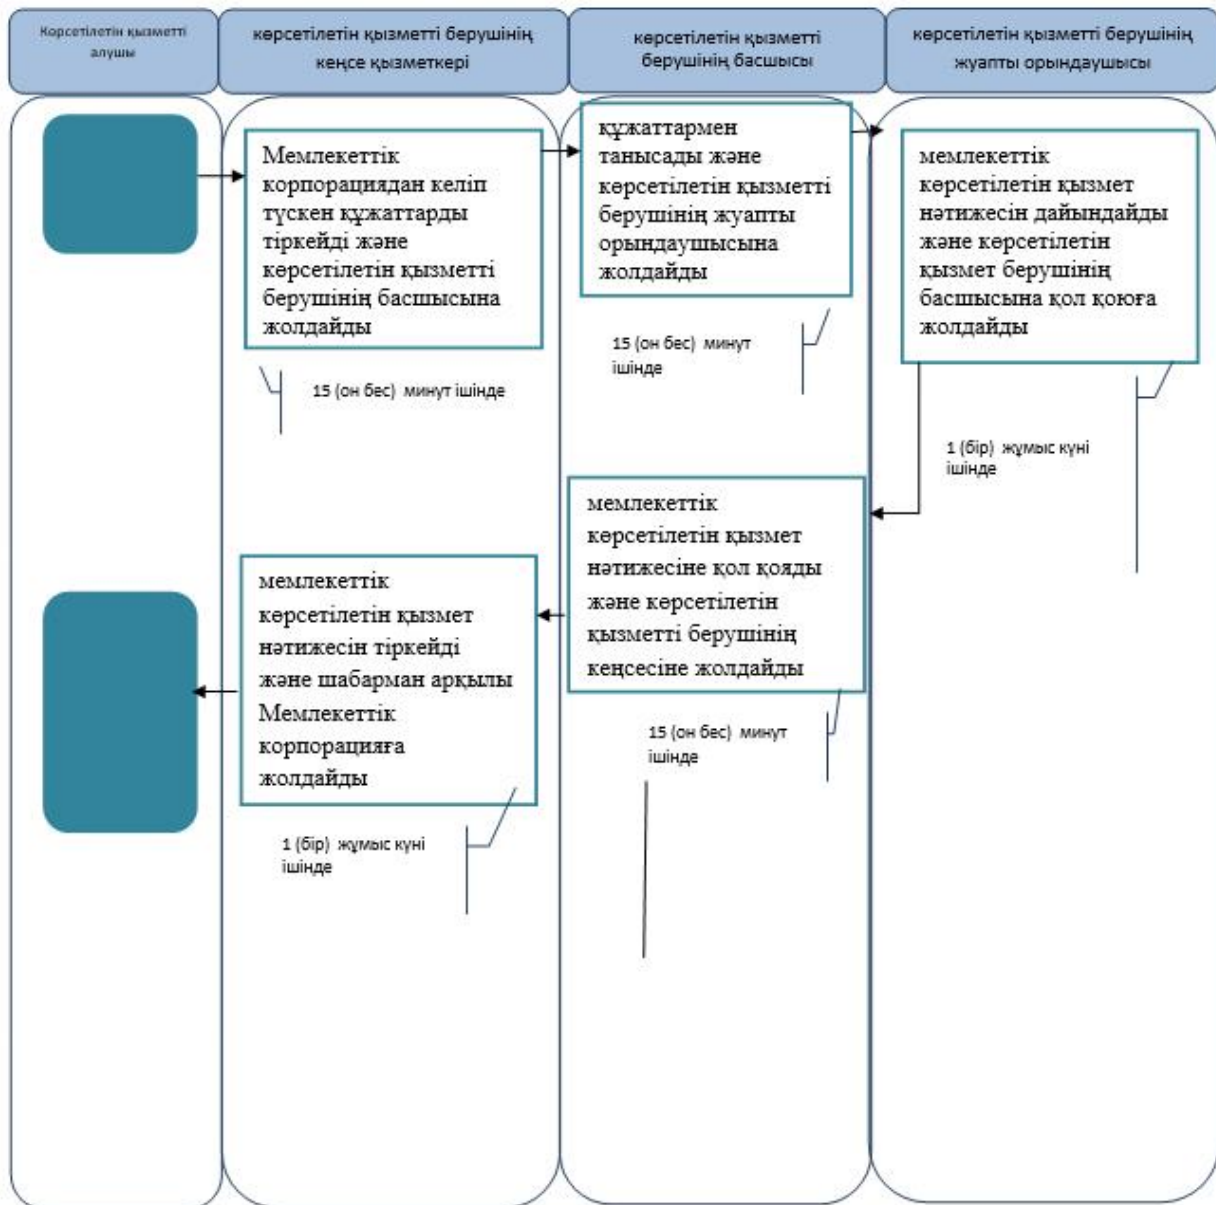 Көрсетілетін қызметті
алушы
көрсетілетін қызметті берушінің
кеңсе қызметкері
көрсетілетін қызметті
берушінің басшысы
көрсетілетін қызметті берушінің
жуапты орындаушысы
Мемлекеттік
корпорациядан келіп
түскен құжаттарды
тіркейді және
көрсетілетін қызметті
берушінің басшысына
жолдайды
15 (он бес) минут ішінде
құжаттармен
танысады және
көрсетілетін қызметті
берушінің жуапты
орындаушысына
жолдайды
15 (он бес) минут
ішінде
мемлекеттік
көрсетілетін қызмет
нәтижесін дайындайды
және көрсетілетін
қызмет берушінің
басшысына қол қоюға
жолдайды
1 (бір) жұмыс күні
ішінде
мемлекеттік
көрсетілетін қызмет
нәтижесіне қол қояды
және көрсетілетін
қызметті берушінің
кеңсесіне жолдайды
15 (он бес) минут
ішінде
мемлекеттік
көрсетілетін қызмет
нәтижесін тіркейді
және шабарман арқылы
Мемлекеттік
корпорацияға
жолдайды
1 (бір) жұмыс күні
ішінде